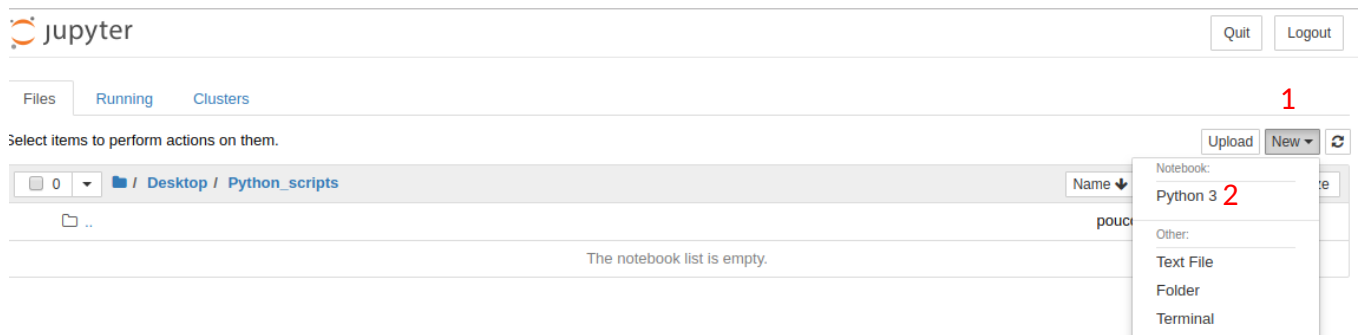 jupyter
Quit Logout
Files Running Clusters
1
Select items to perform actions on them.
Upload New
0 / Desktop / Python_scripts
Name
Notebook:
Python 3 2
..
The notebook list is empty.
Other:
Text File
Folder
Terminal